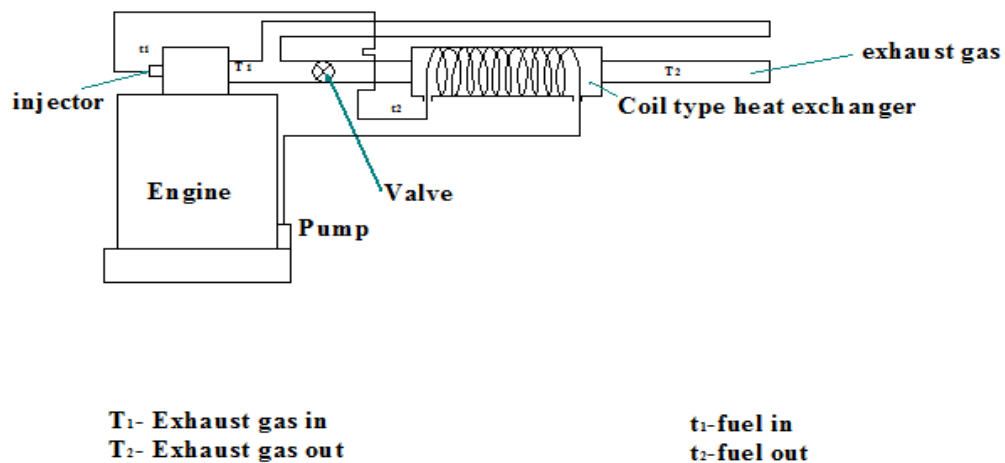 t1
T1
T2
exhaust gas
injector
t2
Coil type heat exchanger
Engine
Valve
Pump
T1- Exhaust gas in
T2- Exhaust gas out
t1-fuel in
t2-fuel out